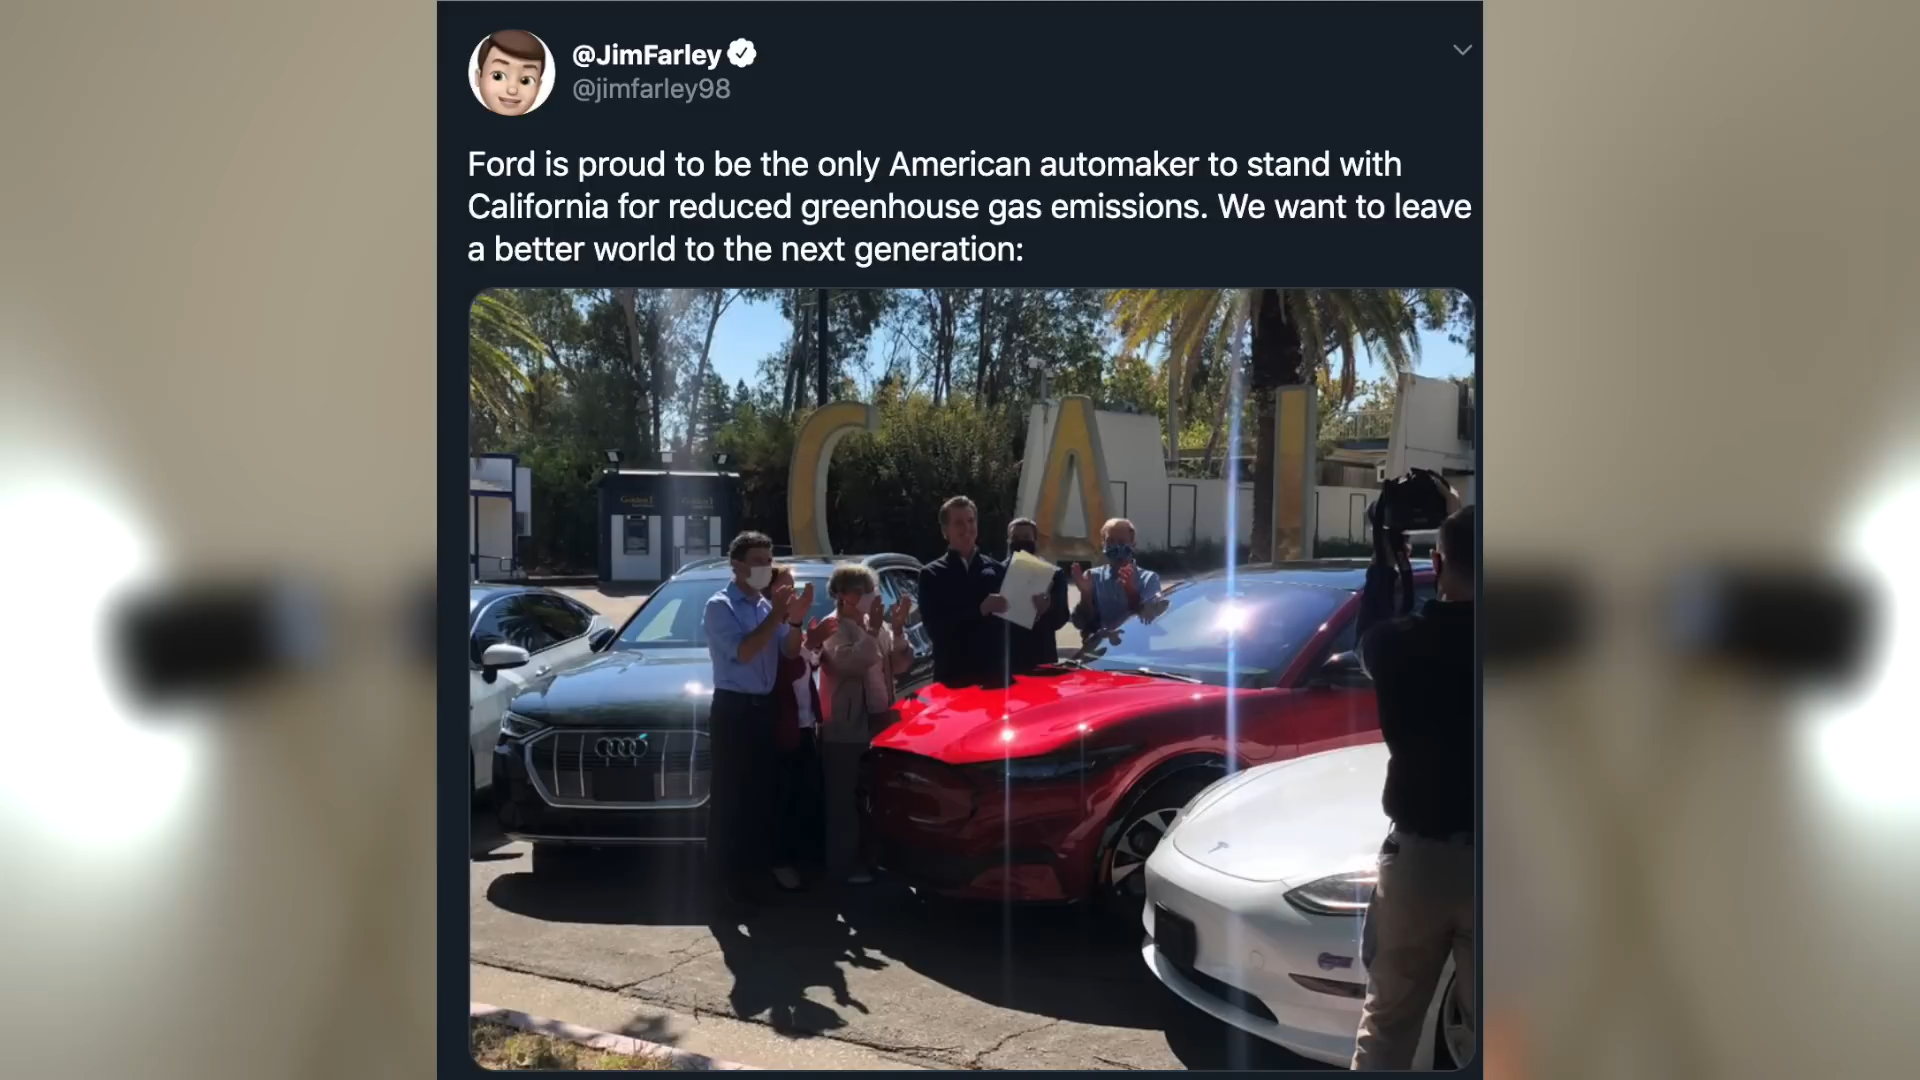 @JimFarley
@jimfarley98
Ford is proud to be the only American automaker to stand with
California for reduced greenhouse gas emissions. We want to leave
a better world to the next generation:
C A L